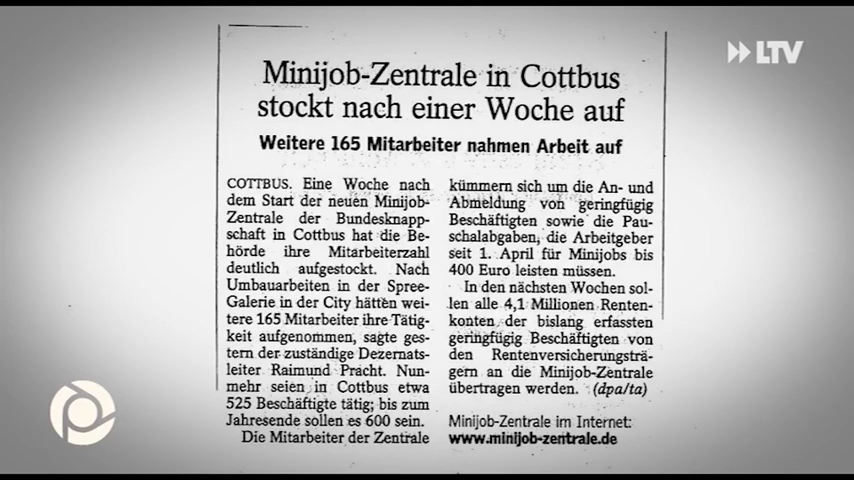 LTV
Minijob-Zentrale in Cottbus
stockt nach einer Woche auf
Weitere 165 Mitarbeiter nahmen Arbeit auf
COTTBUS. Eine Woche nach
dem Start der neuen Minijob-
Zentrale der Bundesknapp-
schaft in Cottbus hat die Be-
hörde ihre Mitarbeiterzahl
deutlich aufgestockt. Nach
Umbauarbeiten in der Spree-
Galerie in der City hätten wei-
tere 165 Mitarbeiter ihre Tätig-
keit aufgenommen, sagte ges-
tern der zuständige Dezernats-
leiter Raimund Pracht. Nun-
mehr seien in Cottbus etwa
525 Beschäftigte tätig; bis zum
Jahresende sollen es 600 sein.
Die Mitarbeiter der Zentrale
kümmern sich um die An- und
Abmeldung von geringfügig
Beschäftigten sowie die Pau-
schalabgaben, die Arbeitgeber
seit 1. April für Minijobs bis
400 Euro leisten müssen.
In den nächsten Wochen sol-
len alle 4,1 Millionen Renten-
konten der bislang erfassten
geringfügig Beschäftigten von
den Rentenversicherungsträ-
gern an die Minijob-Zentrale
übertragen werden. (dpa/ta)
Minijob-Zentrale im Internet:
www.minijob-zentrale.de